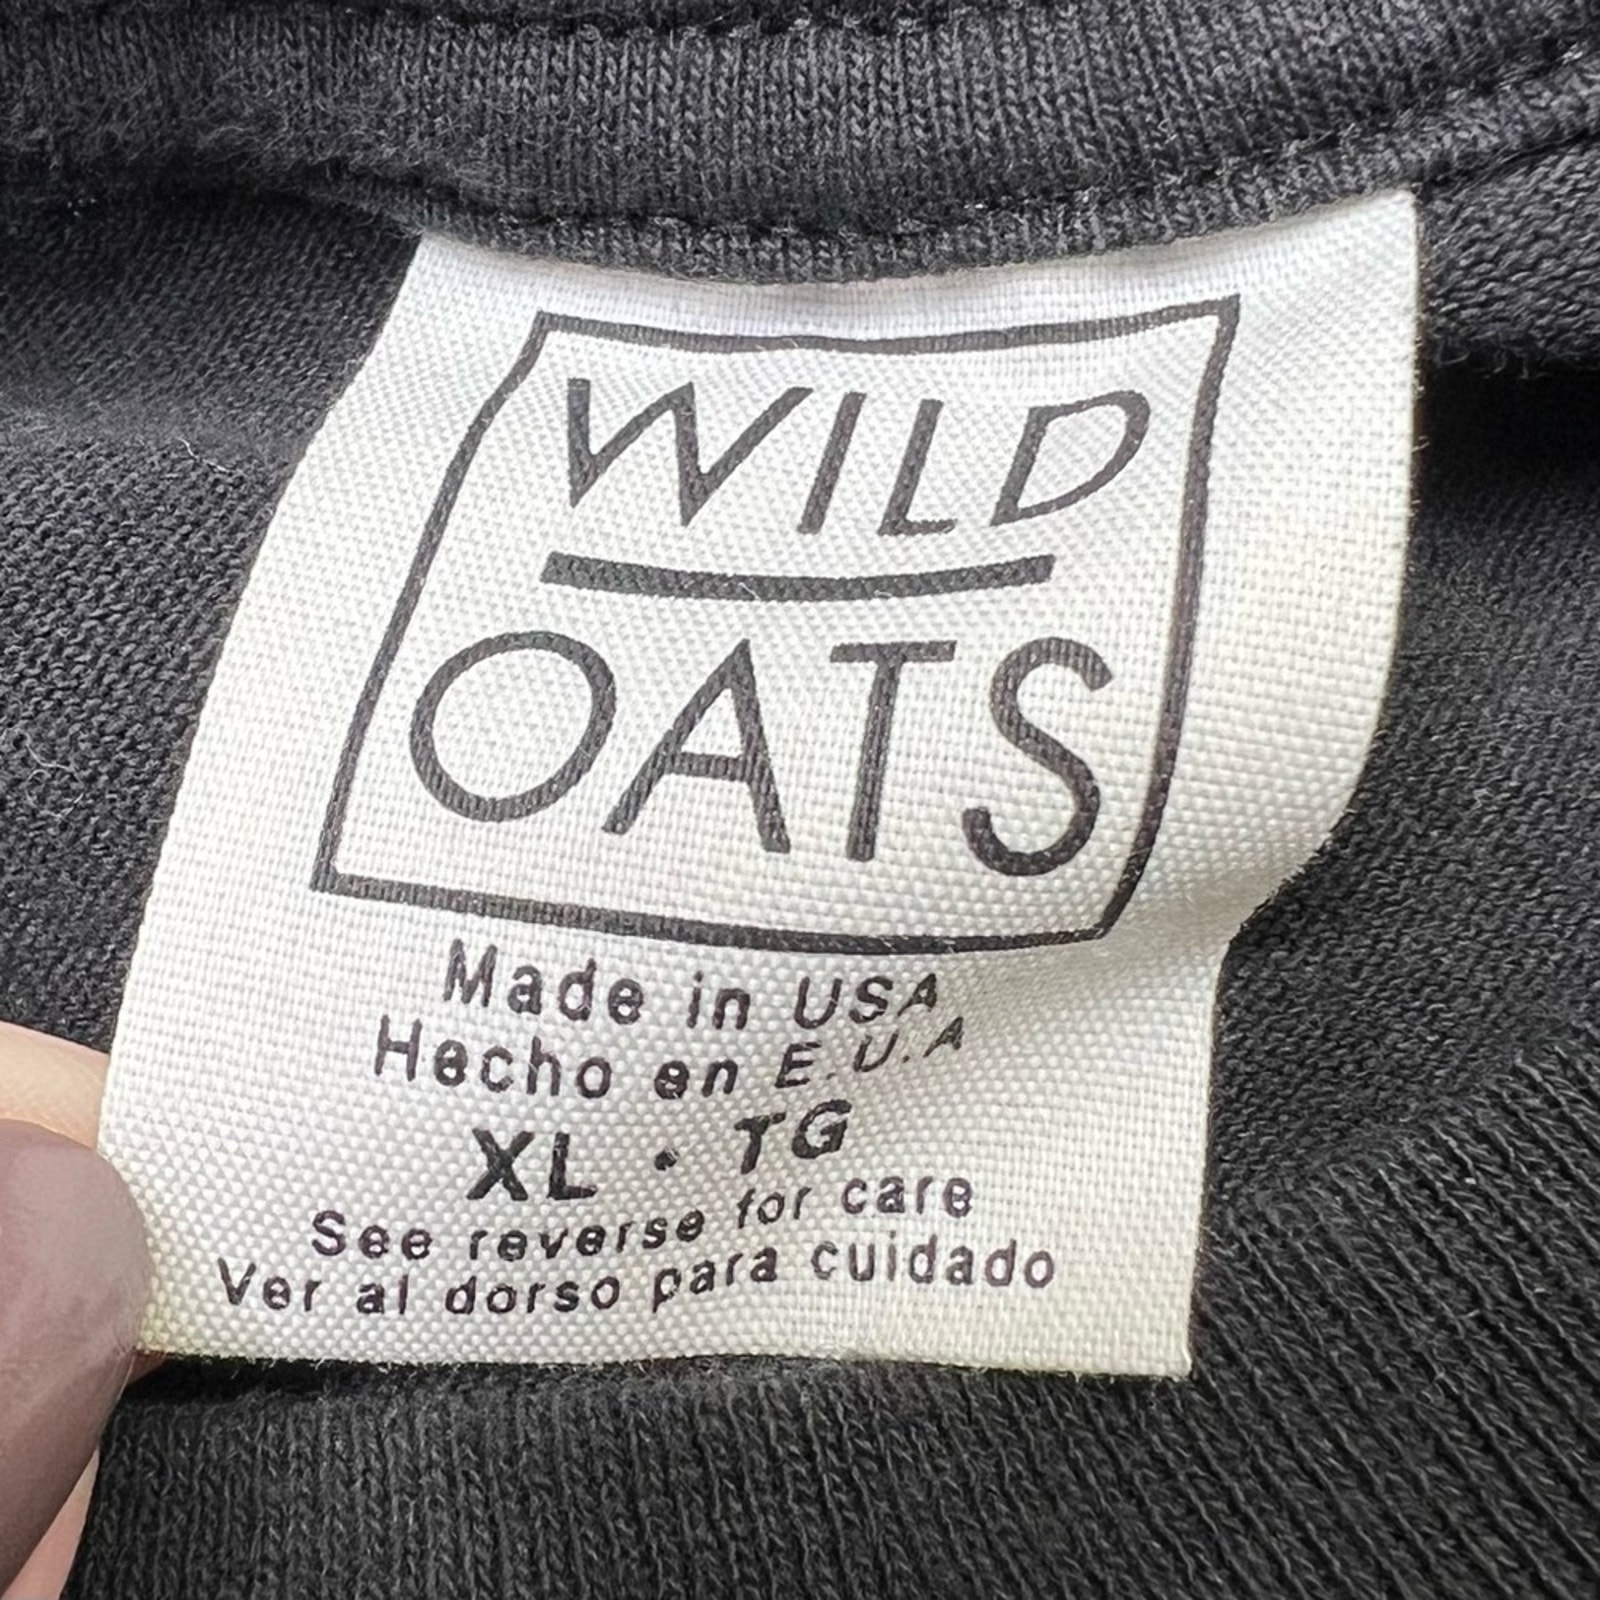 WILD
OATS
Made in USA
Hecho en E.U.A
XL · TG
See reverse for care
Ver al dorso para cuidado